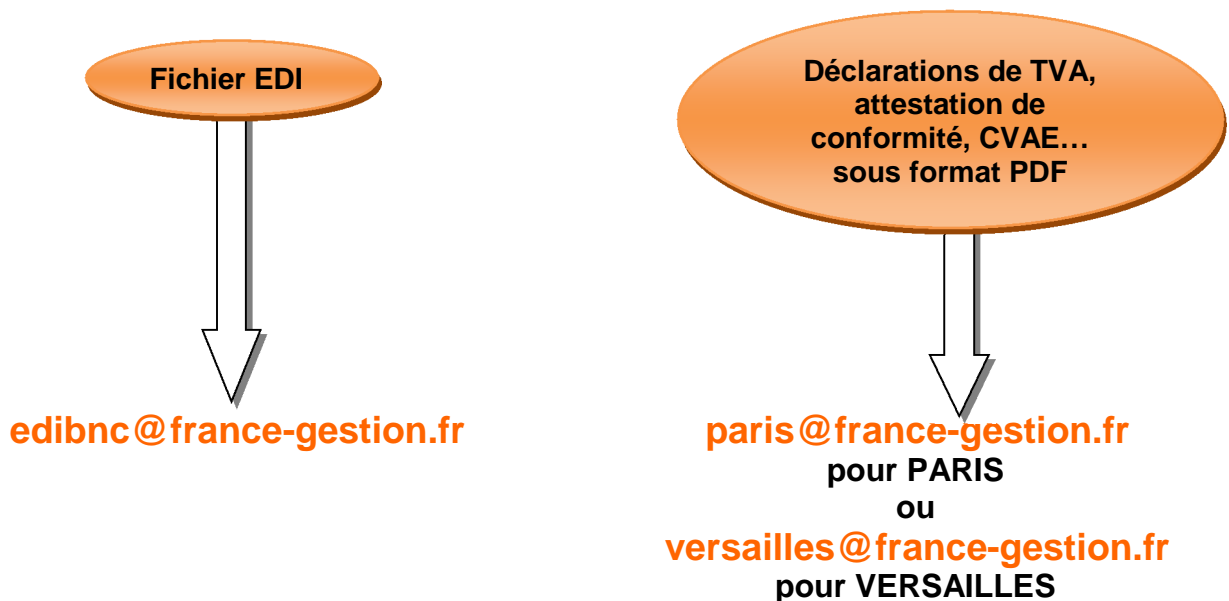 Fichier EDI
edibnc@france-gestion.fr
Déclarations de TVA,
attestation de
conformité, CVAE…
sous format PDF
paris@france-gestion.fr
pour PARIS
ou
versailles@france-gestion.fr
pour VERSAILLES